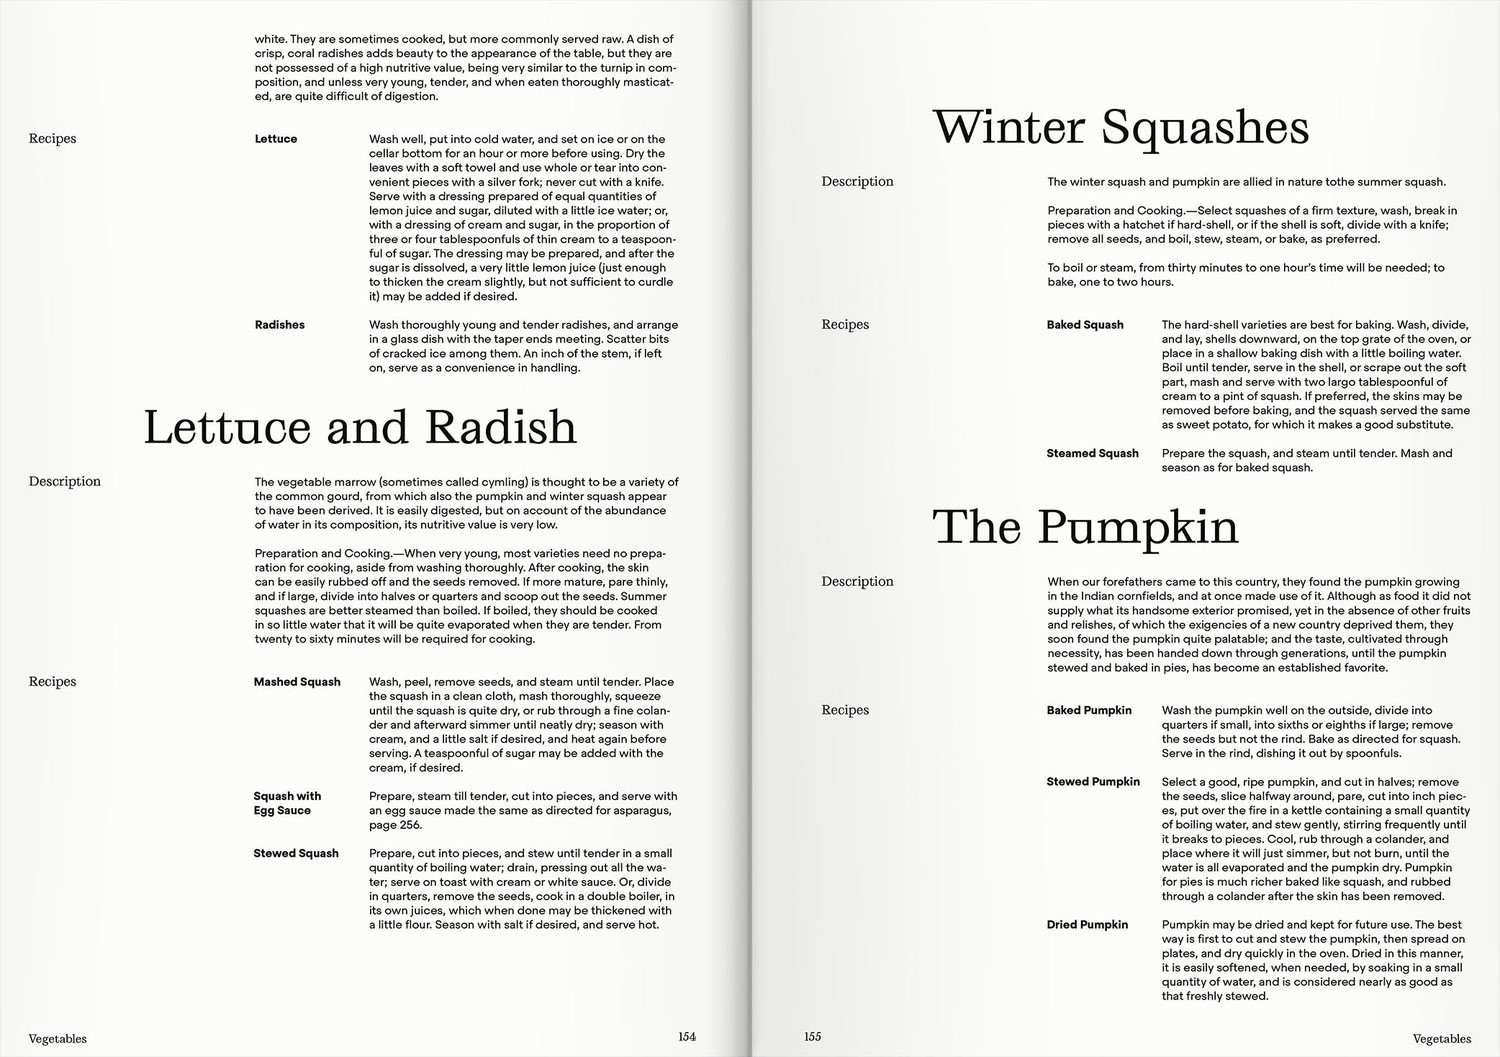 white. They are sometimes cooked, but more commonly served raw. A dish of
crisp, coral radishes adds beauty to the appearance of the table, but they are
not possessed of a high nutritive value, being very similar to the turnip in com-
position, and unless very young, tender, and when eaten thoroughly masticat-
ed, are quite difficult of digestion.
Recipes
Lettuce
Wash well, put into cold water, and set on ice or on the
cellar bottom for an hour or more before using. Dry the
leaves with a soft towel and use whole or tear into con-
venient pieces with a silver fork; never cut with a knife.
Serve with a dressing prepared of equal quantities of
lemon juice and sugar, diluted with a little ice water; or,
with a dressing of cream and sugar, in the proportion of
three or four tablespoonfuls of thin cream to a teaspoon-
ful of sugar. The dressing may be prepared, and after the
sugar is dissolved, a very little lemon juice (just enough
to thicken the cream slightly, but not sufficient to curdle
it) may be added if desired.
Radishes
Wash thoroughly young and tender radishes, and arrange
in a glass dish with the taper ends meeting. Scatter bits
of cracked ice among them. An inch of the stem, if left
on, serve as a convenience in handling.
Lettuce and Radish
Description
The vegetable marrow (sometimes called cymling) is thought to be a variety of
the common gourd, from which also the pumpkin and winter squash appear
to have been derived. It is easily digested, but on account of the abundance
of water in its composition, its nutritive value is very low.
Preparation and Cooking.—When very young, most varieties need no prepa-
ration for cooking, aside from washing thoroughly. After cooking, the skin
can be easily rubbed off and the seeds removed. If more mature, pare thinly,
and if large, divide into halves or quarters and scoop out the seeds. Summer
squashes are better steamed than boiled. If boiled, they should be cooked
in so little water that it will be quite evaporated when they are tender. From
twenty to sixty minutes will be required for cooking.
Recipes
Mashed Squash
Wash, peel, remove seeds, and steam until tender. Place
the squash in a clean cloth, mash thoroughly, squeeze
until the squash is quite dry, or rub through a fine colan-
der and afterward simmer until neatly dry; season with
cream, and a little salt if desired, and heat again before
serving. A teaspoonful of sugar may be added with the
cream, if desired.
Squash with
Egg Sauce
Prepare, steam till tender, cut into pieces, and serve with
an egg sauce made the same as directed for asparagus,
page 256.
Stewed Squash
Prepare, cut into pieces, and stew until tender in a small
quantity of boiling water; drain, pressing out all the wa-
ter; serve on toast with cream or white sauce. Or, divide
in quarters, remove the seeds, cook in a double boiler, in
its own juices, which when done may be thickened with
a little flour. Season with salt if desired, and serve hot.
Vegetables
154
Winter Squashes
Description
The winter squash and pumpkin are allied in nature tothe summer squash.
Preparation and Cooking.—Select squashes of a firm texture, wash, break in
pieces with a hatchet if hard-shell, or if the shell is soft, divide with a knife;
remove all seeds, and boil, stew, steam, or bake, as preferred.
To boil or steam, from thirty minutes to one hour's time will be needed; to
bake, one to two hours.
Recipes
Baked Squash
The hard-shell varieties are best for baking. Wash, divide,
and lay, shells downward, on the top grate of the oven, or
place in a shallow baking dish with a little boiling water.
Boil until tender, serve in the shell, or scrape out the soft
part, mash and serve with two largo tablespoonful of
cream to a pint of squash. If preferred, the skins may be
removed before baking, and the squash served the same
as sweet potato, for which it makes a good substitute.
Steamed Squash
Prepare the squash, and steam until tender. Mash and
season as for baked squash.
The Pumpkin
Description
When our forefathers came to this country, they found the pumpkin growing
in the Indian cornfields, and at once made use of it. Although as food it did not
supply what its handsome exterior promised, yet in the absence of other fruits
and relishes, of which the exigencies of a new country deprived them, they
soon found the pumpkin quite palatable; and the taste, cultivated through
necessity, has been handed down through generations, until the pumpkin
stewed and baked in pies, has become an established favorite.
Recipes
Baked Pumpkin
Wash the pumpkin well on the outside, divide into
quarters if small, into sixths or eighths if large; remove
the seeds but not the rind. Bake as directed for squash.
Serve in the rind, dishing it out by spoonfuls.
Stewed Pumpkin
Select a good, ripe pumpkin, and cut in halves; remove
the seeds, slice halfway around, pare, cut into inch piec-
es, put over the fire in a kettle containing a small quantity
of boiling water, and stew gently, stirring frequently until
it breaks to pieces. Cool, rub through a colander, and
place where it will just simmer, but not burn, until the
water is all evaporated and the pumpkin dry. Pumpkin
for pies is much richer baked like squash, and rubbed
through a colander after the skin has been removed.
Dried Pumpkin
Pumpkin may be dried and kept for future use. The best
way is first to cut and stew the pumpkin, then spread on
plates, and dry quickly in the oven. Dried in this manner,
it is easily softened, when needed, by soaking in a small
quantity of water, and is considered nearly as good as
that freshly stewed.
155
Vegetables